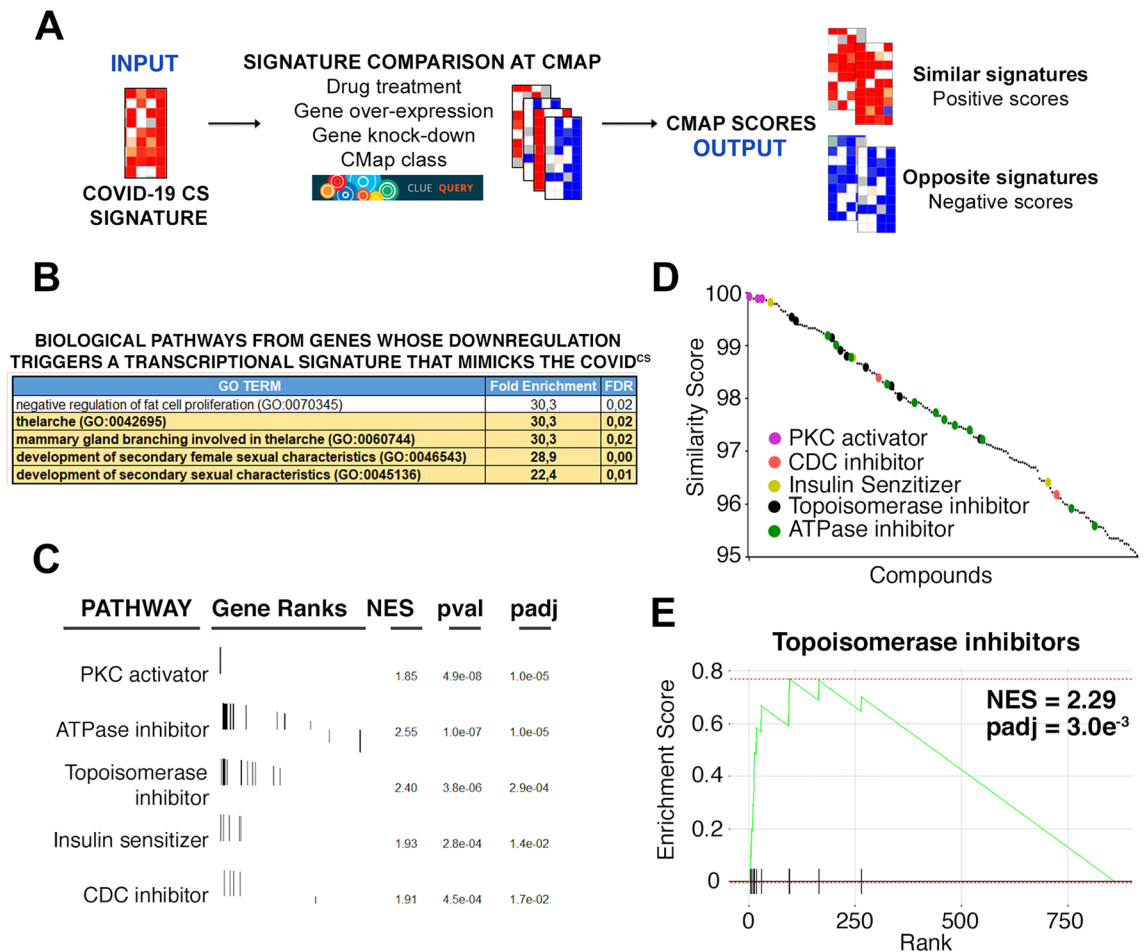 A
INPUT
COVID-19 CS
SIGNATURE
SIGNATURE COMPARISON AT CMAP
Drug treatment
Gene over-expression
Gene knock-down
CMap class
CLUE QUERY
CMAP SCORES
OUTPUT
Similar signatures
Positive scores
Opposite signatures
Negative scores
B
BIOLOGICAL PATHWAYS FROM GENES WHOSE DOWNREGULATION
TRIGGERS A TRANSCRIPTIONAL SIGNATURE THAT MIMICKS THE COVIDCS
GO TERM Fold Enrichment FDR
negative regulation of fat cell proliferation (GO:0070345) 30,3 0,02
thelarche (GO:0042695) 30,3 0,02
mammary gland branching involved in thelarche (GO:0060744) 30,3 0,02
development of secondary female sexual characteristics (GO:0046543) 28,9 0,00
development of secondary sexual characteristics (GO:0045136) 22,4 0,01
C
PATHWAY Gene Ranks NES pval padj
PKC activator 1.85 4.9e-08 1.0e-05
ATPase inhibitor 2.55 1.0e-07 1.0e-05
Topoisomerase
inhibitor 2.40 3.8e-06 2.9e-04
Insulin sensitizer 1.93 2.8e-04 1.4e-02
CDC inhibitor 1.91 4.5e-04 1.7e-02
D
Similarity Score
100
99
98
97
96
95
PKC activator
CDC inhibitor
Insulin Senzitizer
Topoisomerase inhibitor
ATPase inhibitor
Compounds
E
Topoisomerase inhibitors
NES = 2.29
padj = 3.0e-3
Enrichment Score
0.8
0.6
0.4
0.2
0
0 250 500 750
Rank